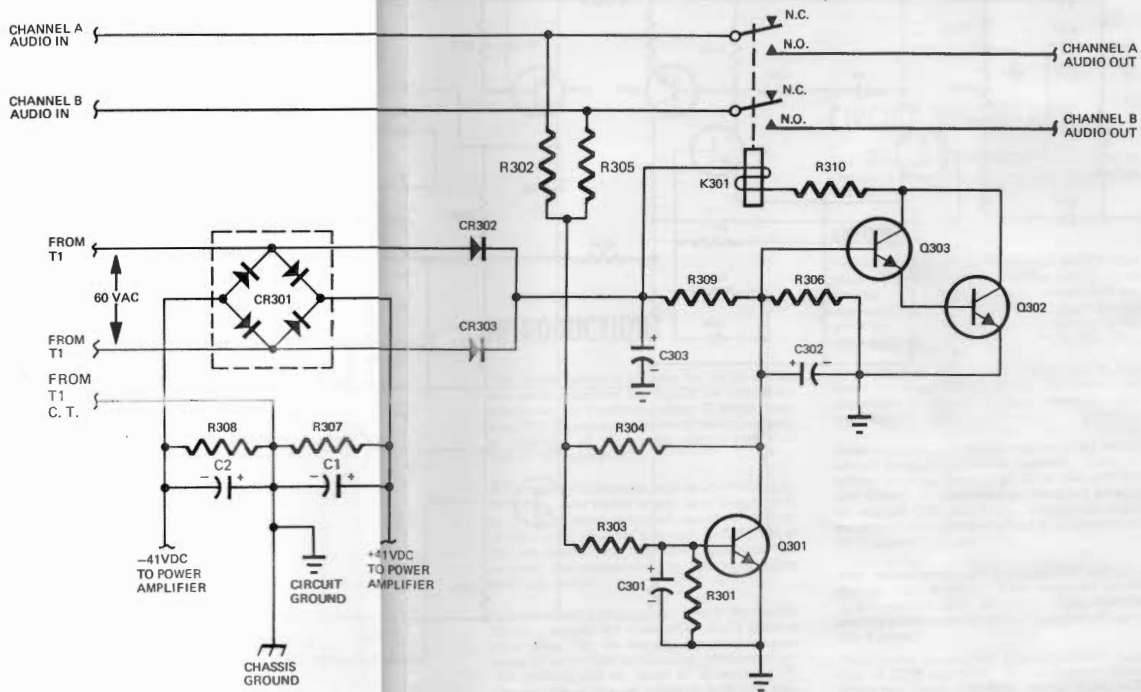 CHANNEL A
AUDIO IN
N.C.
N.O.
CHANNEL A
AUDIO OUT
CHANNEL B
AUDIO IN
N.C.
N.O.
CHANNEL B
AUDIO OUT
R302
R305
K301
R310
FROM
T1
CR302
Q303
60 VAC
CR301
R309
R306
Q302
FROM
T1
CR303
C303
C302
FROM
T1
C. T.
R308
R307
R304
C2
C1
R303
Q301
C301
R301
−41VDC
TO POWER
AMPLIFIER
CIRCUIT
GROUND
+41VDC
TO POWER
AMPLIFIER
CHASSIS
GROUND
+
−
+
−
−
+
−
+
+
−